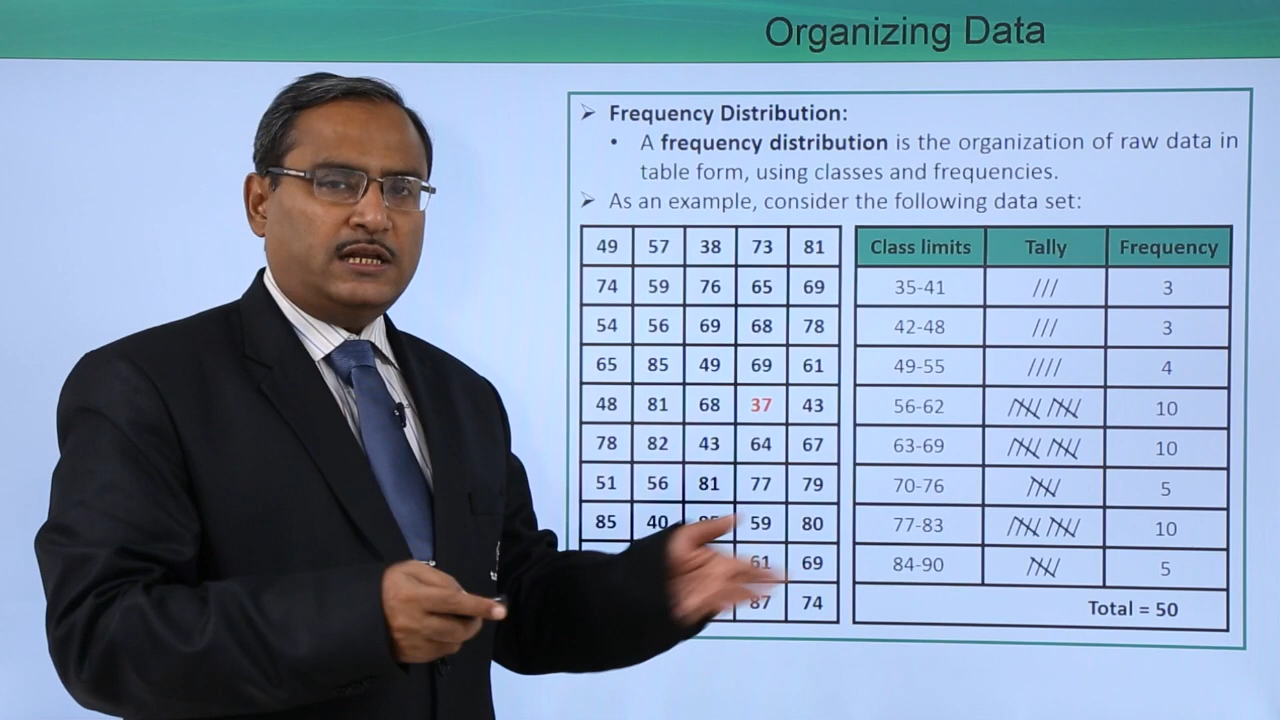 Organizing Data
➢ Frequency Distribution:
• A frequency distribution is the organization of raw data in
table form, using classes and frequencies.
➢ As an example, consider the following data set:
49 57 38 73 81
74 59 76 65 69
54 56 69 68 78
65 85 49 69 61
48 81 68 37 43
78 82 43 64 67
51 56 81 77 79
85 40 59 80
61 69
87 74
Class limits Tally Frequency
35-41 /// 3
42-48 /// 3
49-55 //// 4
56-62 10
63-69 10
70-76 5
77-83 10
84-90 5
Total = 50